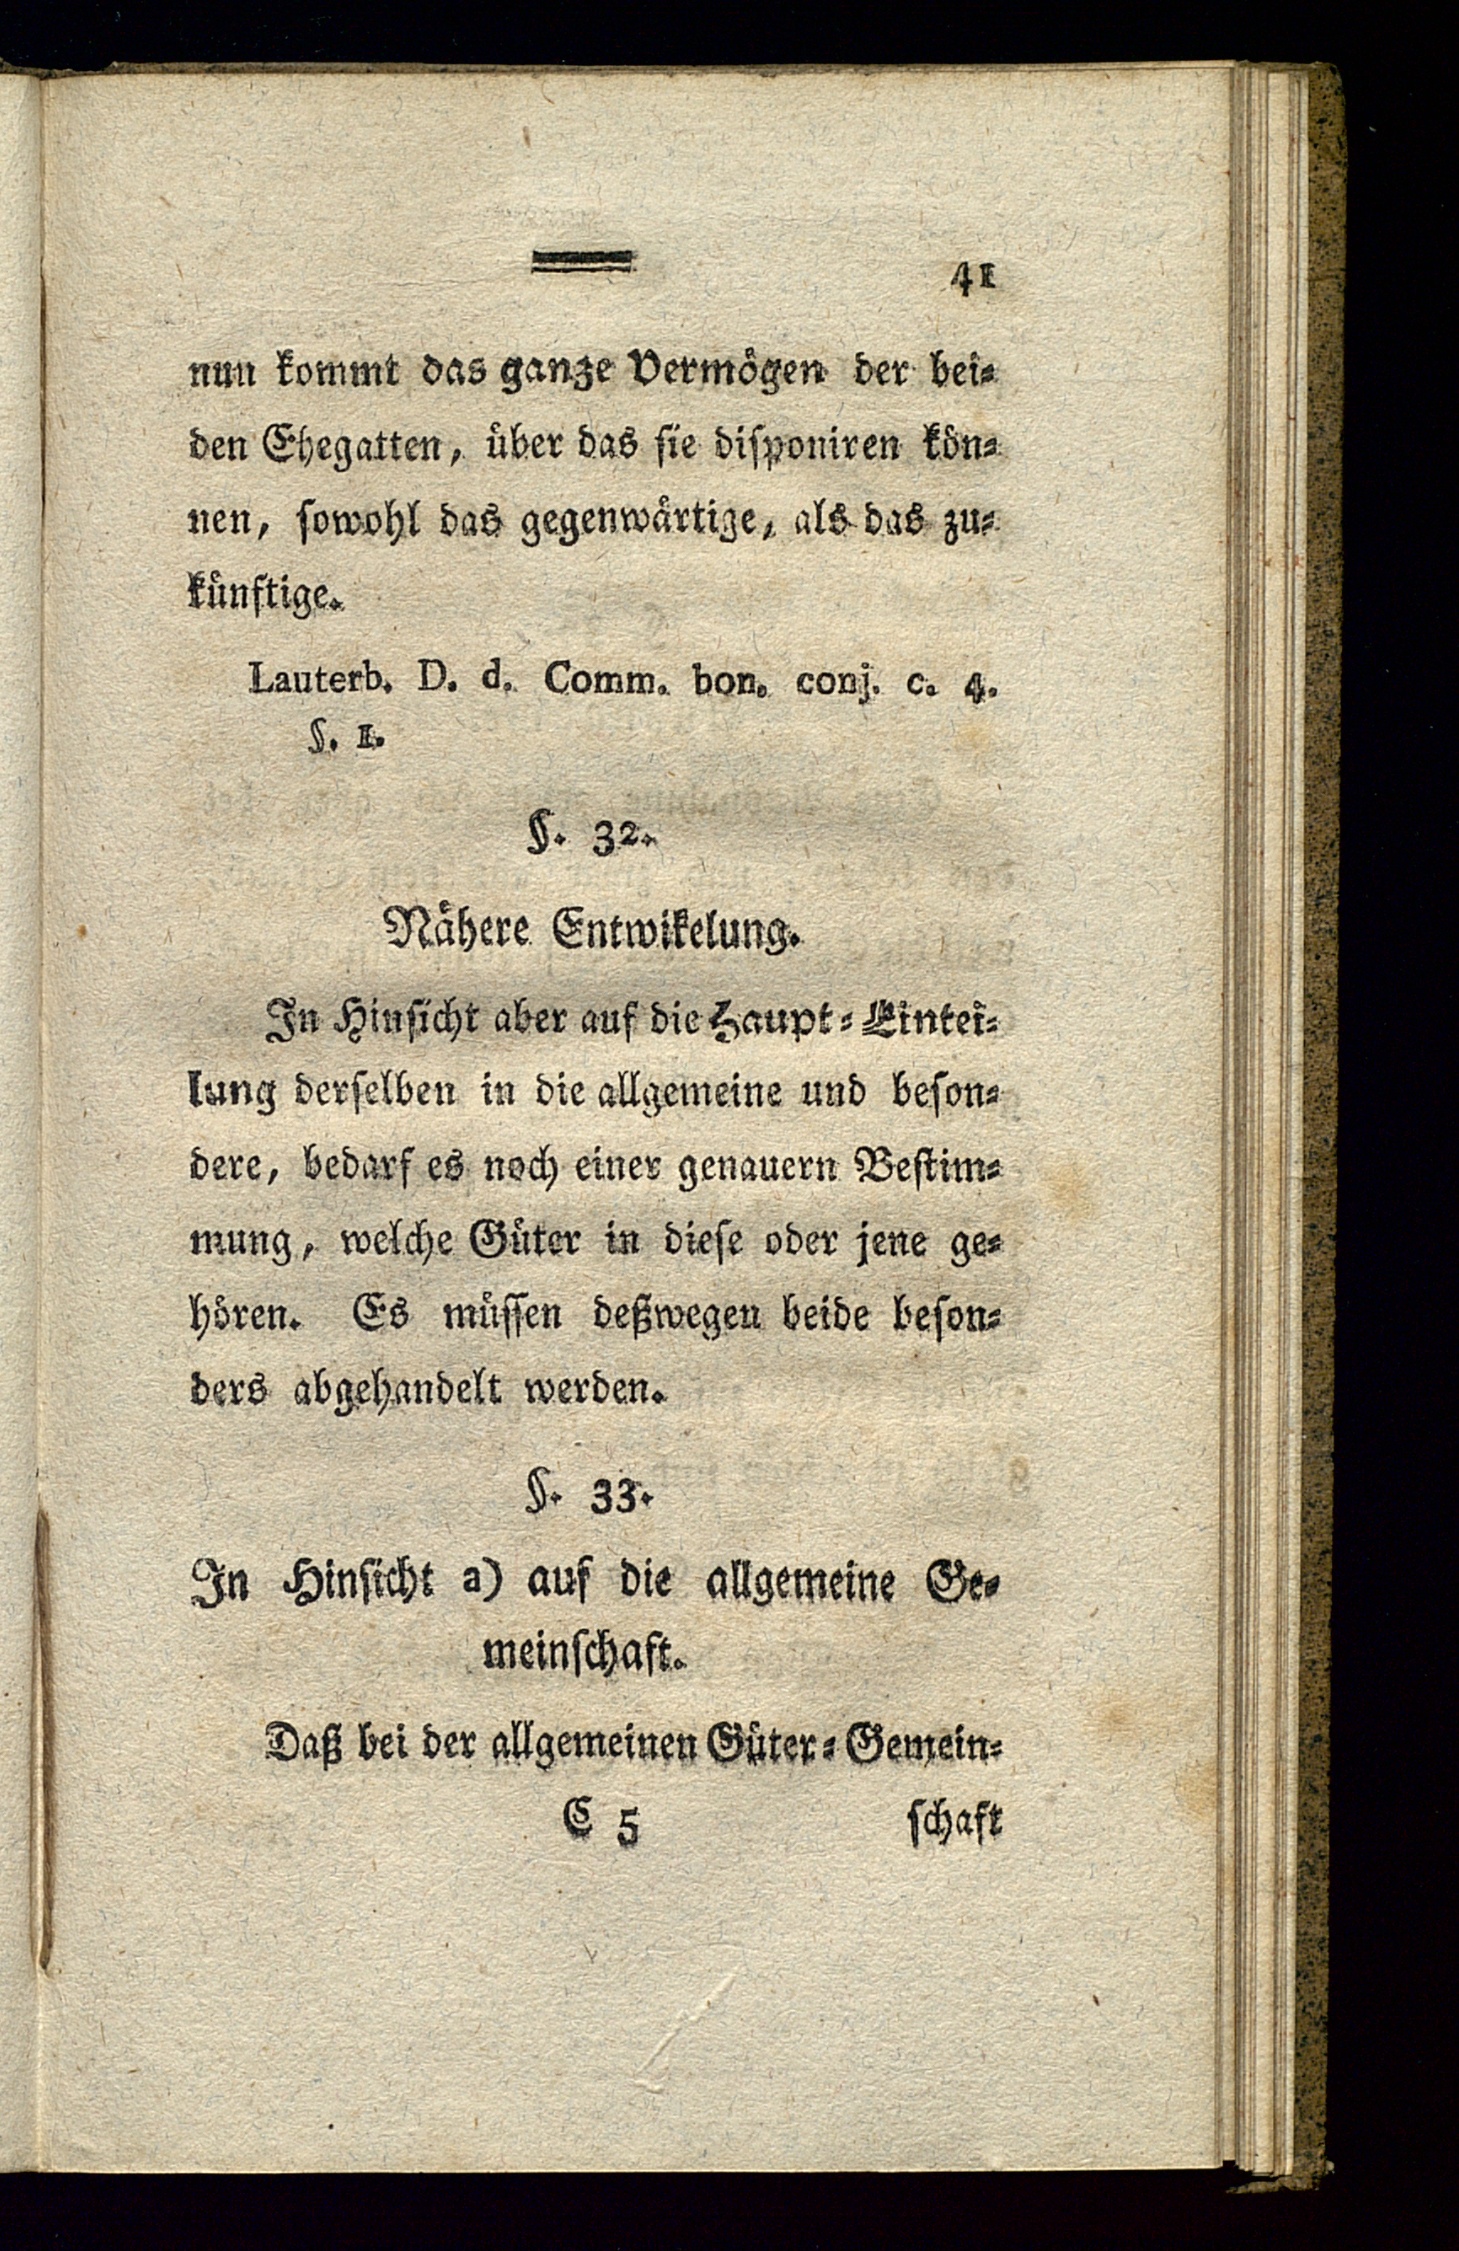 41
nun kommt das ganze Vermögen der bei⸗
den Ehegatten, über das sie disponiren kön⸗
nen, sowohl das gegenwärtige, als das zu⸗
künftige.
Lauterb. D. d. Comm. bon. conj. c. 4.
§. 1.
§. 32.
Nähere Entwikelung.
In Hinsicht aber auf die Haupt⸗Eintei⸗
lung derselben in die allgemeine und beson⸗
dere, bedarf es noch einer genauern Bestim⸗
mung, welche Güter in diese oder jene ge⸗
hören. Es müssen deßwegen beide beson⸗
ders abgehandelt werden.
§. 33.
In Hinsicht a) auf die allgemeine Ge⸗
meinschaft.
Daß bei der allgemeinen Güter⸗Gemein⸗
C 5 schaft